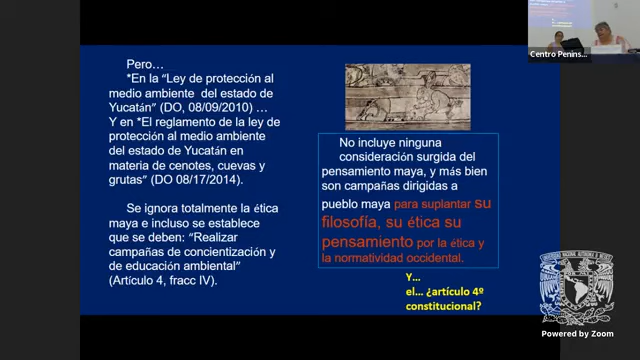 Pero…
*En la "Ley de protección al
medio ambiente del estado de
Yucatán" (DO, 08/09/2010) …
Y en *El reglamento de la ley de
protección al medio ambiente
del estado de Yucatán en
materia de cenotes, cuevas y
grutas" (DO 08/17/2014).
Se ignora totalmente la ética
maya e incluso se establece
que se deben: "Realizar
campañas de concientización y
de educación ambiental"
(Artículo 4, fracc IV).
No incluye ninguna
consideración surgida del
pensamiento maya, y más bien
son campañas dirigidas a
pueblo maya para suplantar su
filosofía, su ética su
pensamiento por la ética y
la normatividad occidental.
Y…
el… ¿artículo 4º
constitucional?
Centro Penins...
Powered by Zoom